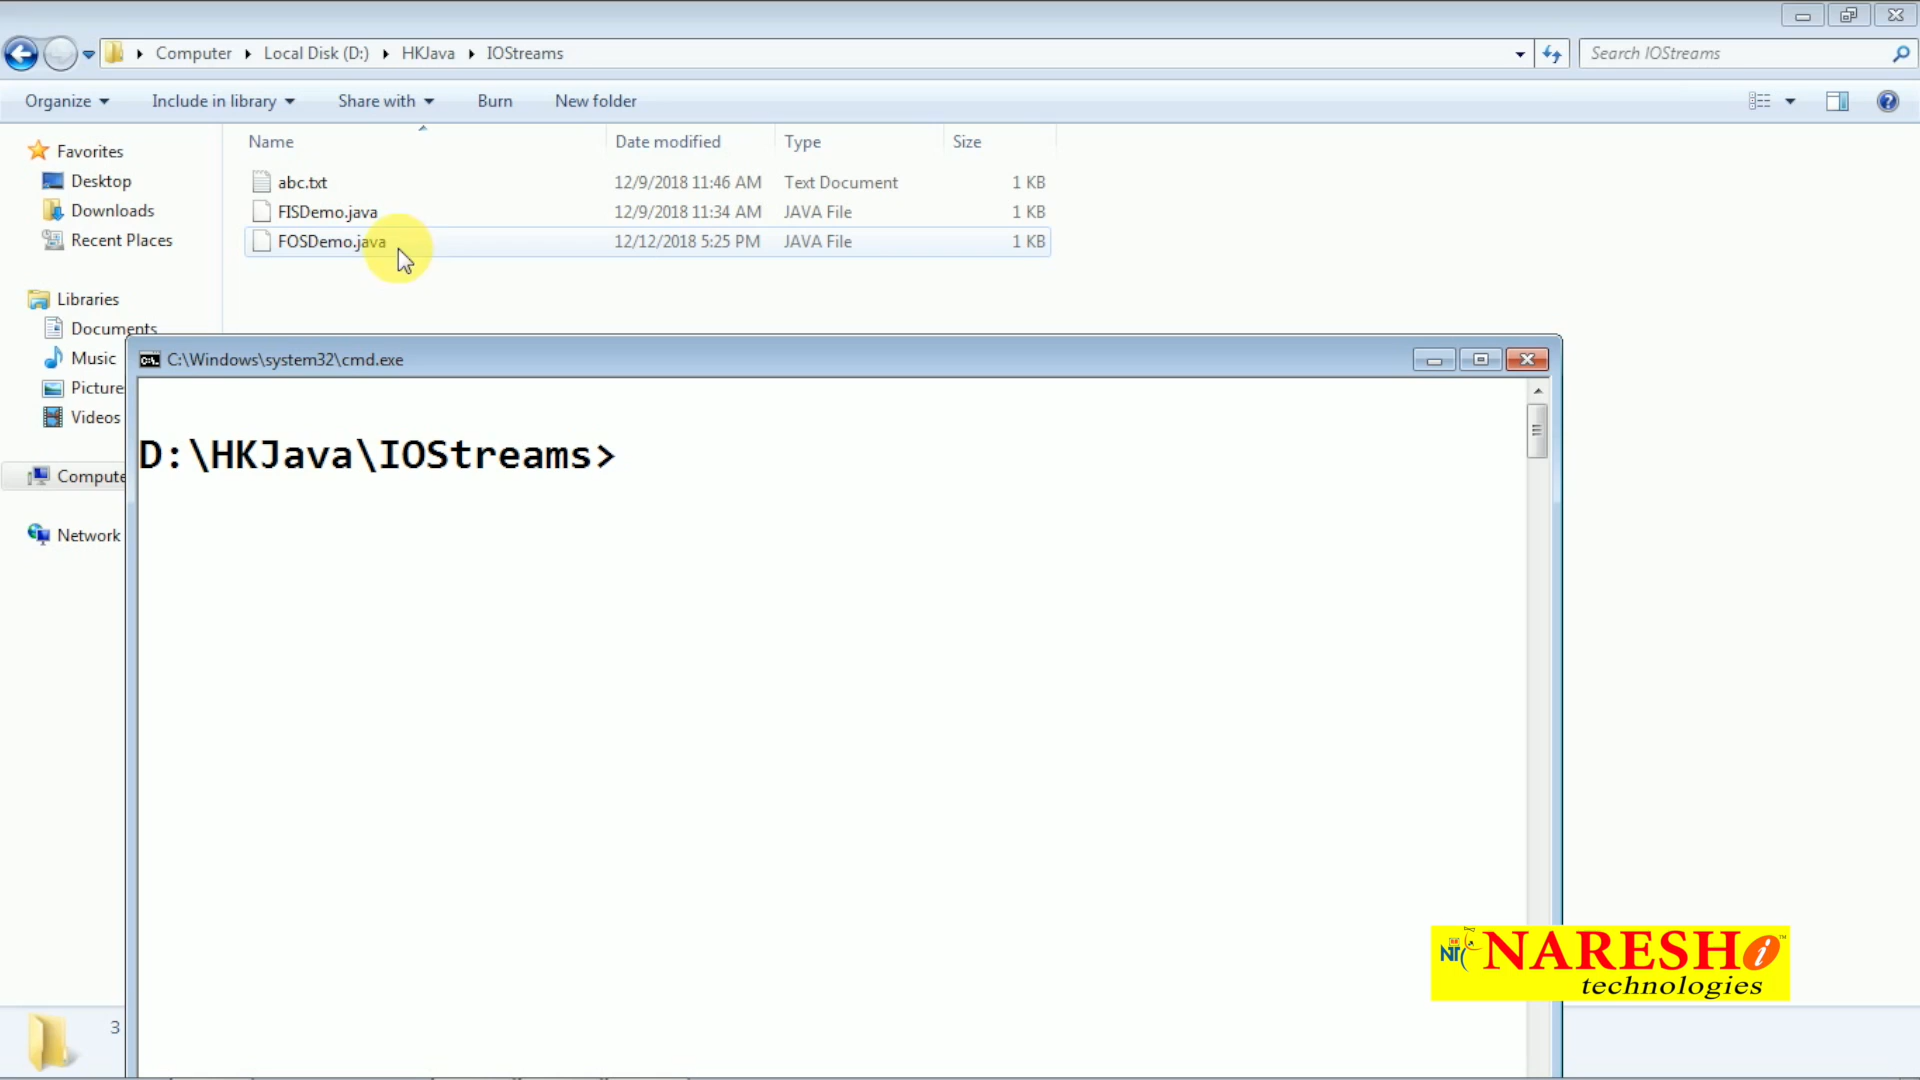 Computer Local Disk (D:) HKJava IOStreams Search IOStreams
Organize Include in library Share with Burn New folder
Name Date modified Type Size
Favorites
Desktop
Downloads
Recent Places
abc.txt 12/9/2018 11:46 AM Text Document 1 KB
FISDemo.java 12/9/2018 11:34 AM JAVA File 1 KB
FOSDemo.java 12/12/2018 5:25 PM JAVA File 1 KB
Libraries
Documents
Music
Picture
Videos
Compute
Network
C:\Windows\system32\cmd.exe
D:\HKJava\IOStreams>
NARESH i
technologies
3